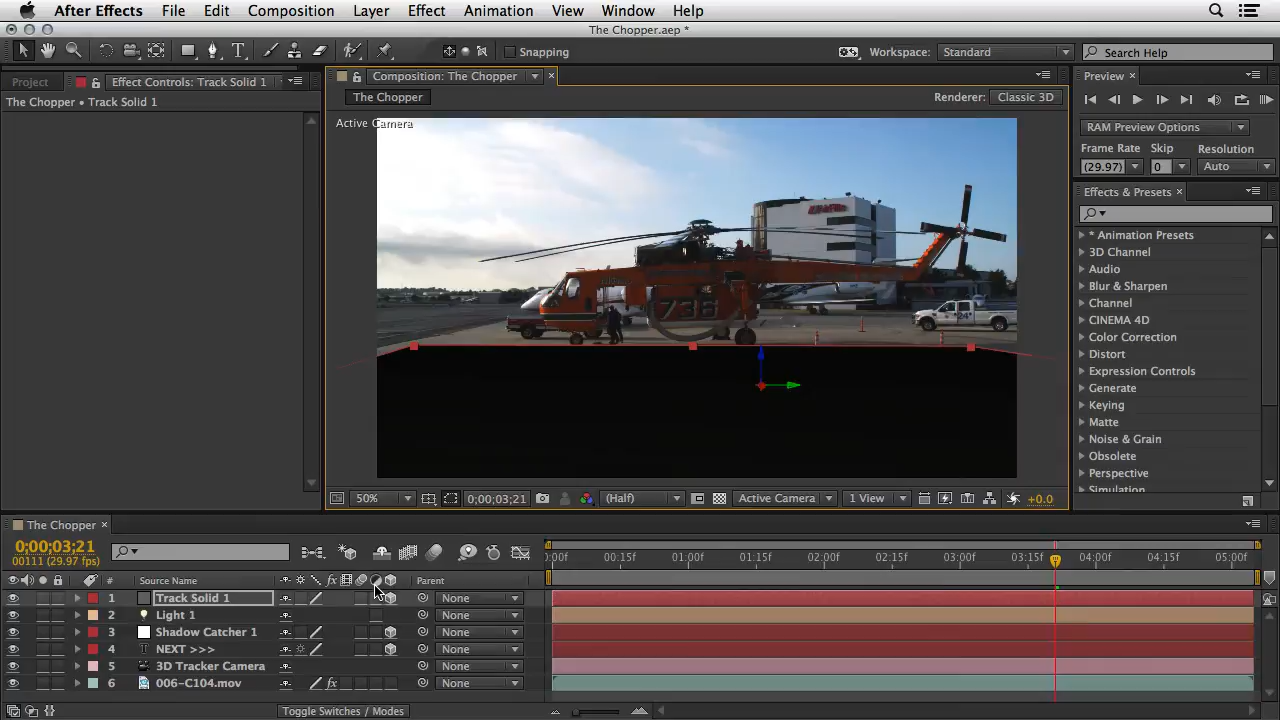 After Effects File Edit Composition Layer Effect Animation View Window Help
The Chopper.aep *
Snapping Workspace: Standard Search Help
Project Effect Controls: Track Solid 1 Composition: The Chopper Preview
The Chopper • Track Solid 1 The Chopper Renderer: Classic 3D
Active Camera
RAM Preview Options
Frame Rate Skip Resolution
(29.97) 0 Auto
Effects & Presets
* Animation Presets
3D Channel
Audio
Blur & Sharpen
Channel
CINEMA 4D
Color Correction
Distort
Expression Controls
Generate
Keying
Matte
Noise & Grain
Obsolete
Perspective
Simulation
738
24+
50% 0;00;03;21 (Half) Active Camera 1 View +0.0
The Chopper
0;00;03;21
00111 (29.97 fps)
0:00f 00:15f 01:00f 01:15f 02:00f 02:15f 03:00f 03:15f 04:00f 04:15f 05:00f
# Source Name fx Parent
1 Track Solid 1 None
2 Light 1 None
3 Shadow Catcher 1 None
4 T NEXT >>> None
5 3D Tracker Camera None
6 006-C104.mov fx None
Toggle Switches / Modes